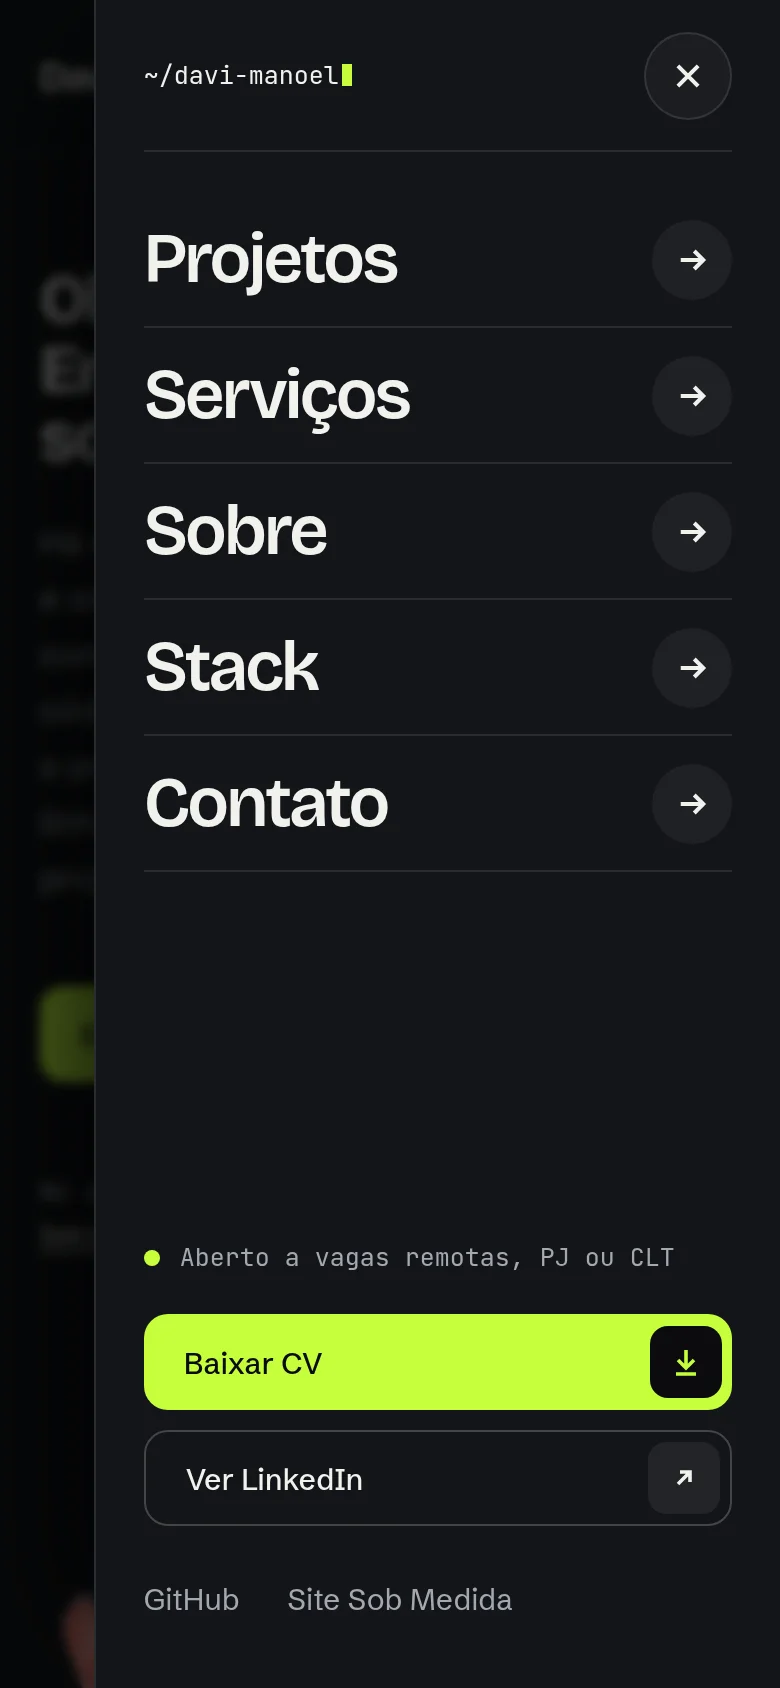 ~/davi-manoel
Projetos
Serviços
Sobre
Stack
Contato
Aberto a vagas remotas, PJ ou CLT
Baixar CV
Ver LinkedIn
GitHub Site Sob Medida